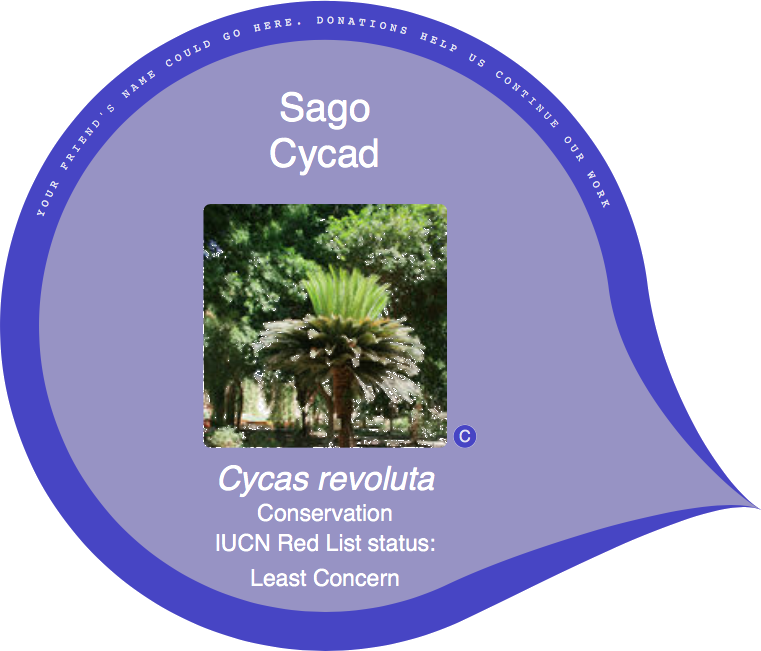 YOUR FRIEND'S NAME COULD GO HERE. DONATIONS HELP US CONTINUE OUR WORK
Sago
Cycad
C
Cycas revoluta
Conservation
IUCN Red List status:
Least Concern